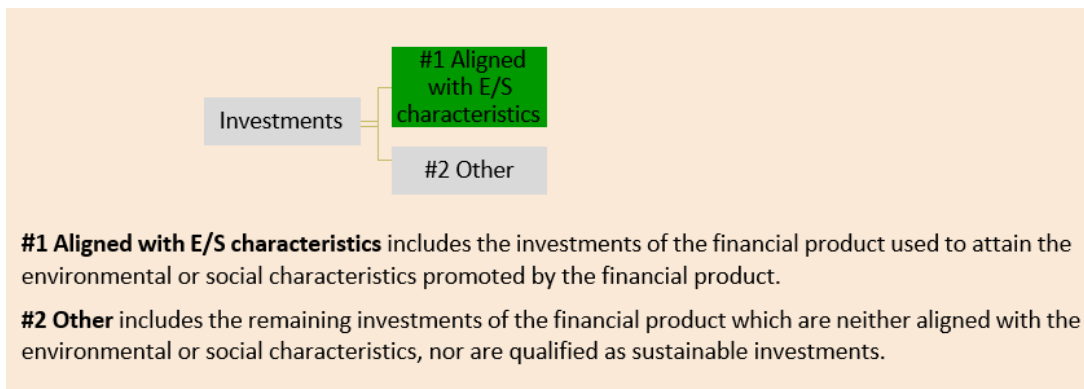 #1 Aligned
with E/S
characteristics
Investments
#2 Other
#1 Aligned with E/S characteristics includes the investments of the financial product used to attain the
environmental or social characteristics promoted by the financial product.
#2 Other includes the remaining investments of the financial product which are neither aligned with the
environmental or social characteristics, nor are qualified as sustainable investments.